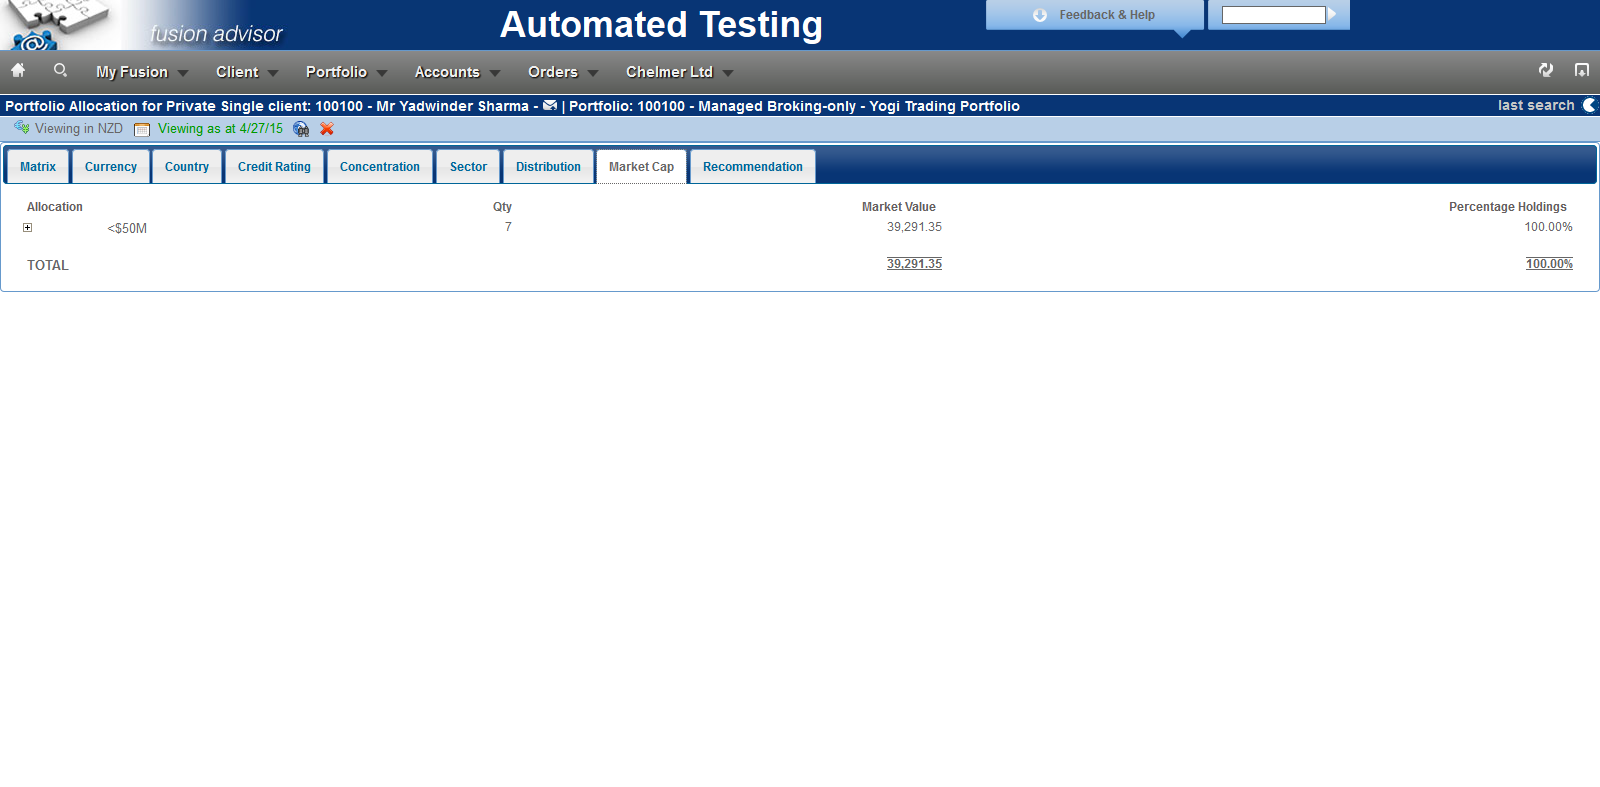 fusion advisor
Automated Testing
Feedback & Help
My Fusion Client Portfolio Accounts Orders Chelmer Ltd
Portfolio Allocation for Private Single client: 100100 - Mr Yadwinder Sharma - | Portfolio: 100100 - Managed Broking-only - Yogi Trading Portfolio last search
Viewing in NZD Viewing as at 4/27/15
Matrix Currency Country Credit Rating Concentration Sector Distribution Market Cap Recommendation
Allocation Qty Market Value Percentage Holdings
<$50M 7 39,291.35 100.00%
TOTAL 39,291.35 100.00%